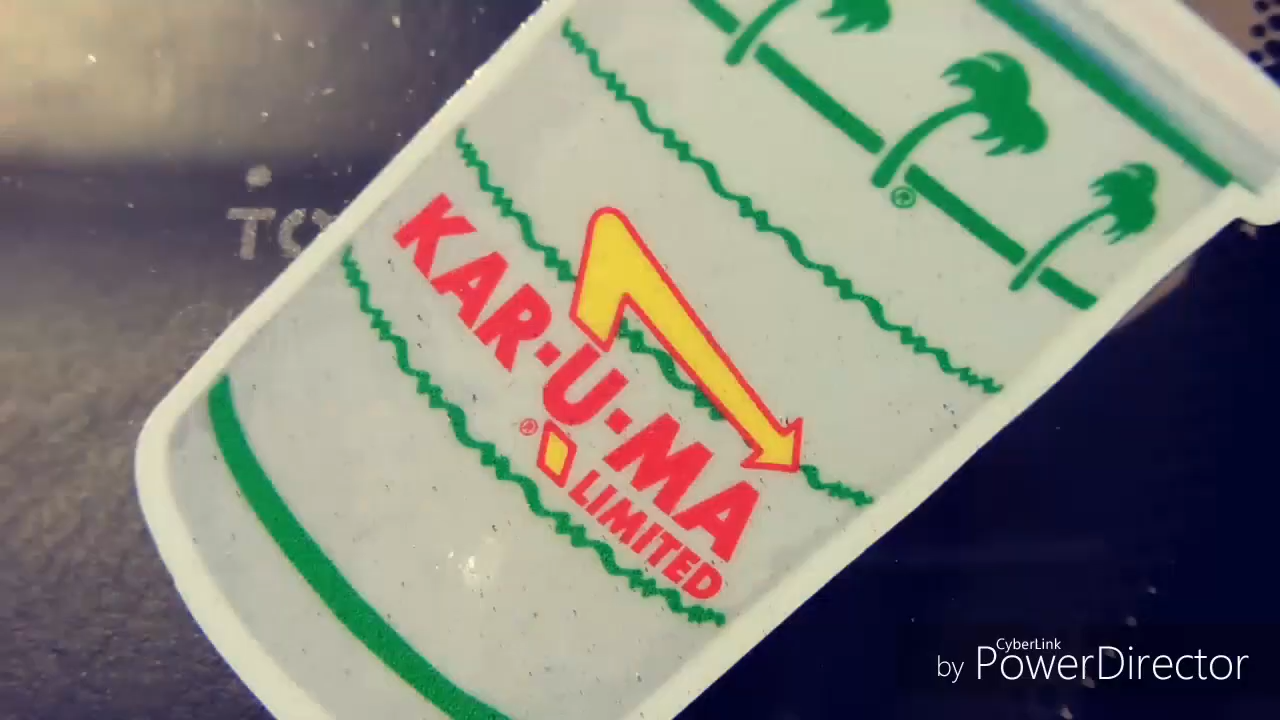 KAR·U·MA
® LIMITED
®
CyberLink
by PowerDirector